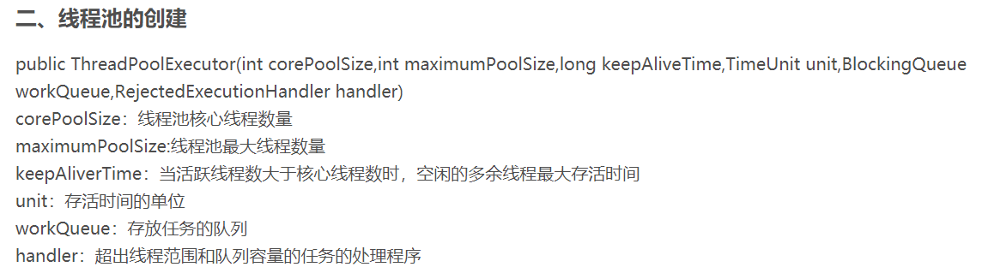 二、线程池的创建
public ThreadPoolExecutor(int corePoolSize,int maximumPoolSize,long keepAliveTime,TimeUnit unit,BlockingQueue
workQueue,RejectedExecutionHandler handler)
corePoolSize：线程池核心线程数量
maximumPoolSize:线程池最大线程数量
keepAliverTime：当活跃线程数大于核心线程数时，空闲的多余线程最大存活时间
unit：存活时间的单位
workQueue：存放任务的队列
handler：超出线程范围和队列容量的任务的处理程序